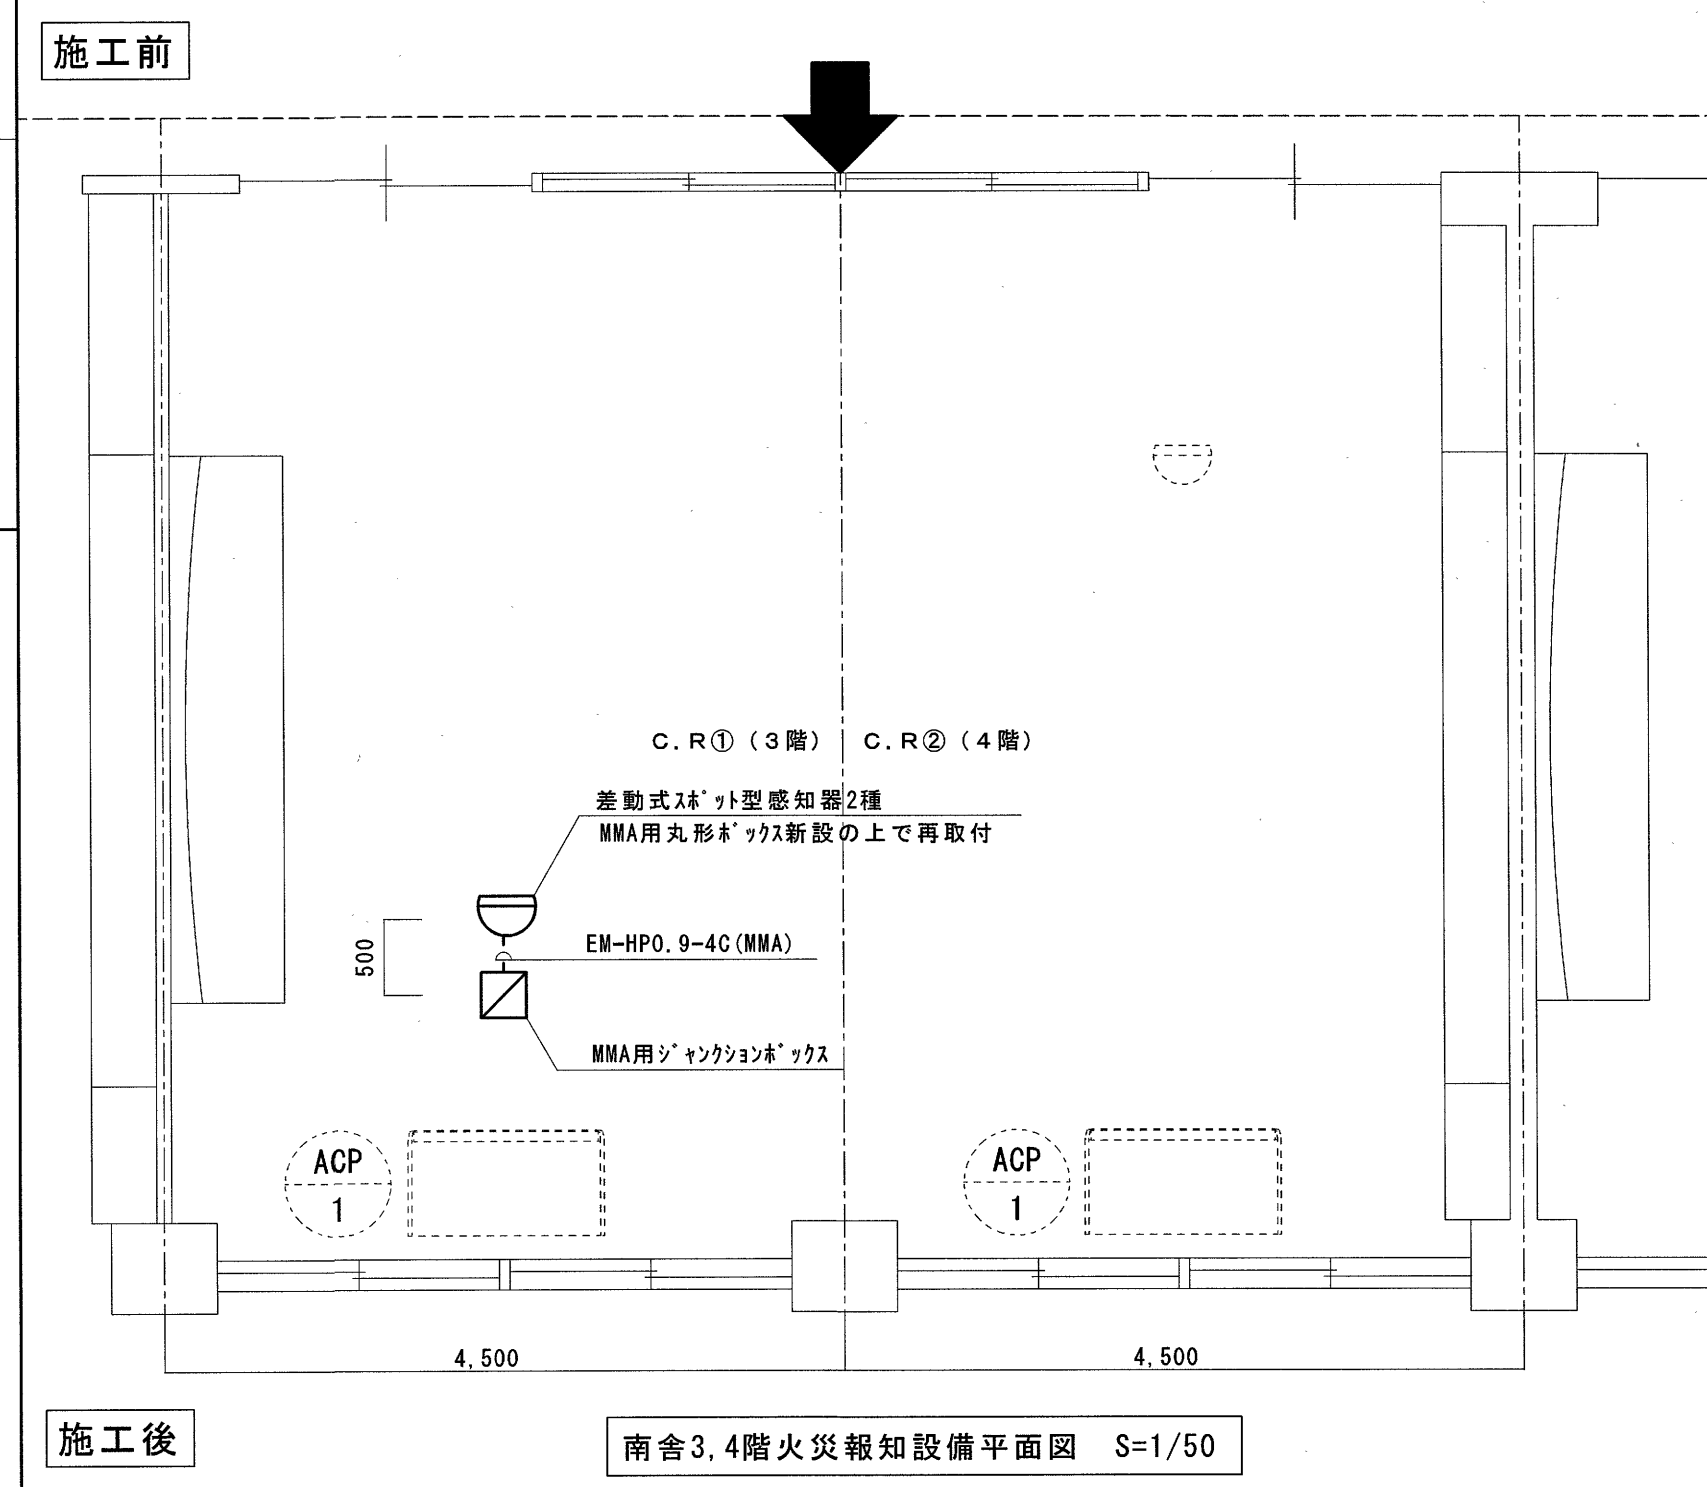 施工前
C.R①（3階）
C.R②（4階）
差動式ｽﾎﾟｯﾄ型感知器2種
MMA用丸形ﾎﾞｯｸｽ新設の上で再取付
500
EM-HP0.9-4C(MMA)
MMA用ｼﾞｬﾝｸｼｮﾝﾎﾞｯｸｽ
ACP
1
ACP
1
4,500
4,500
施工後
南舎3,4階火災報知設備平面図　S=1/50